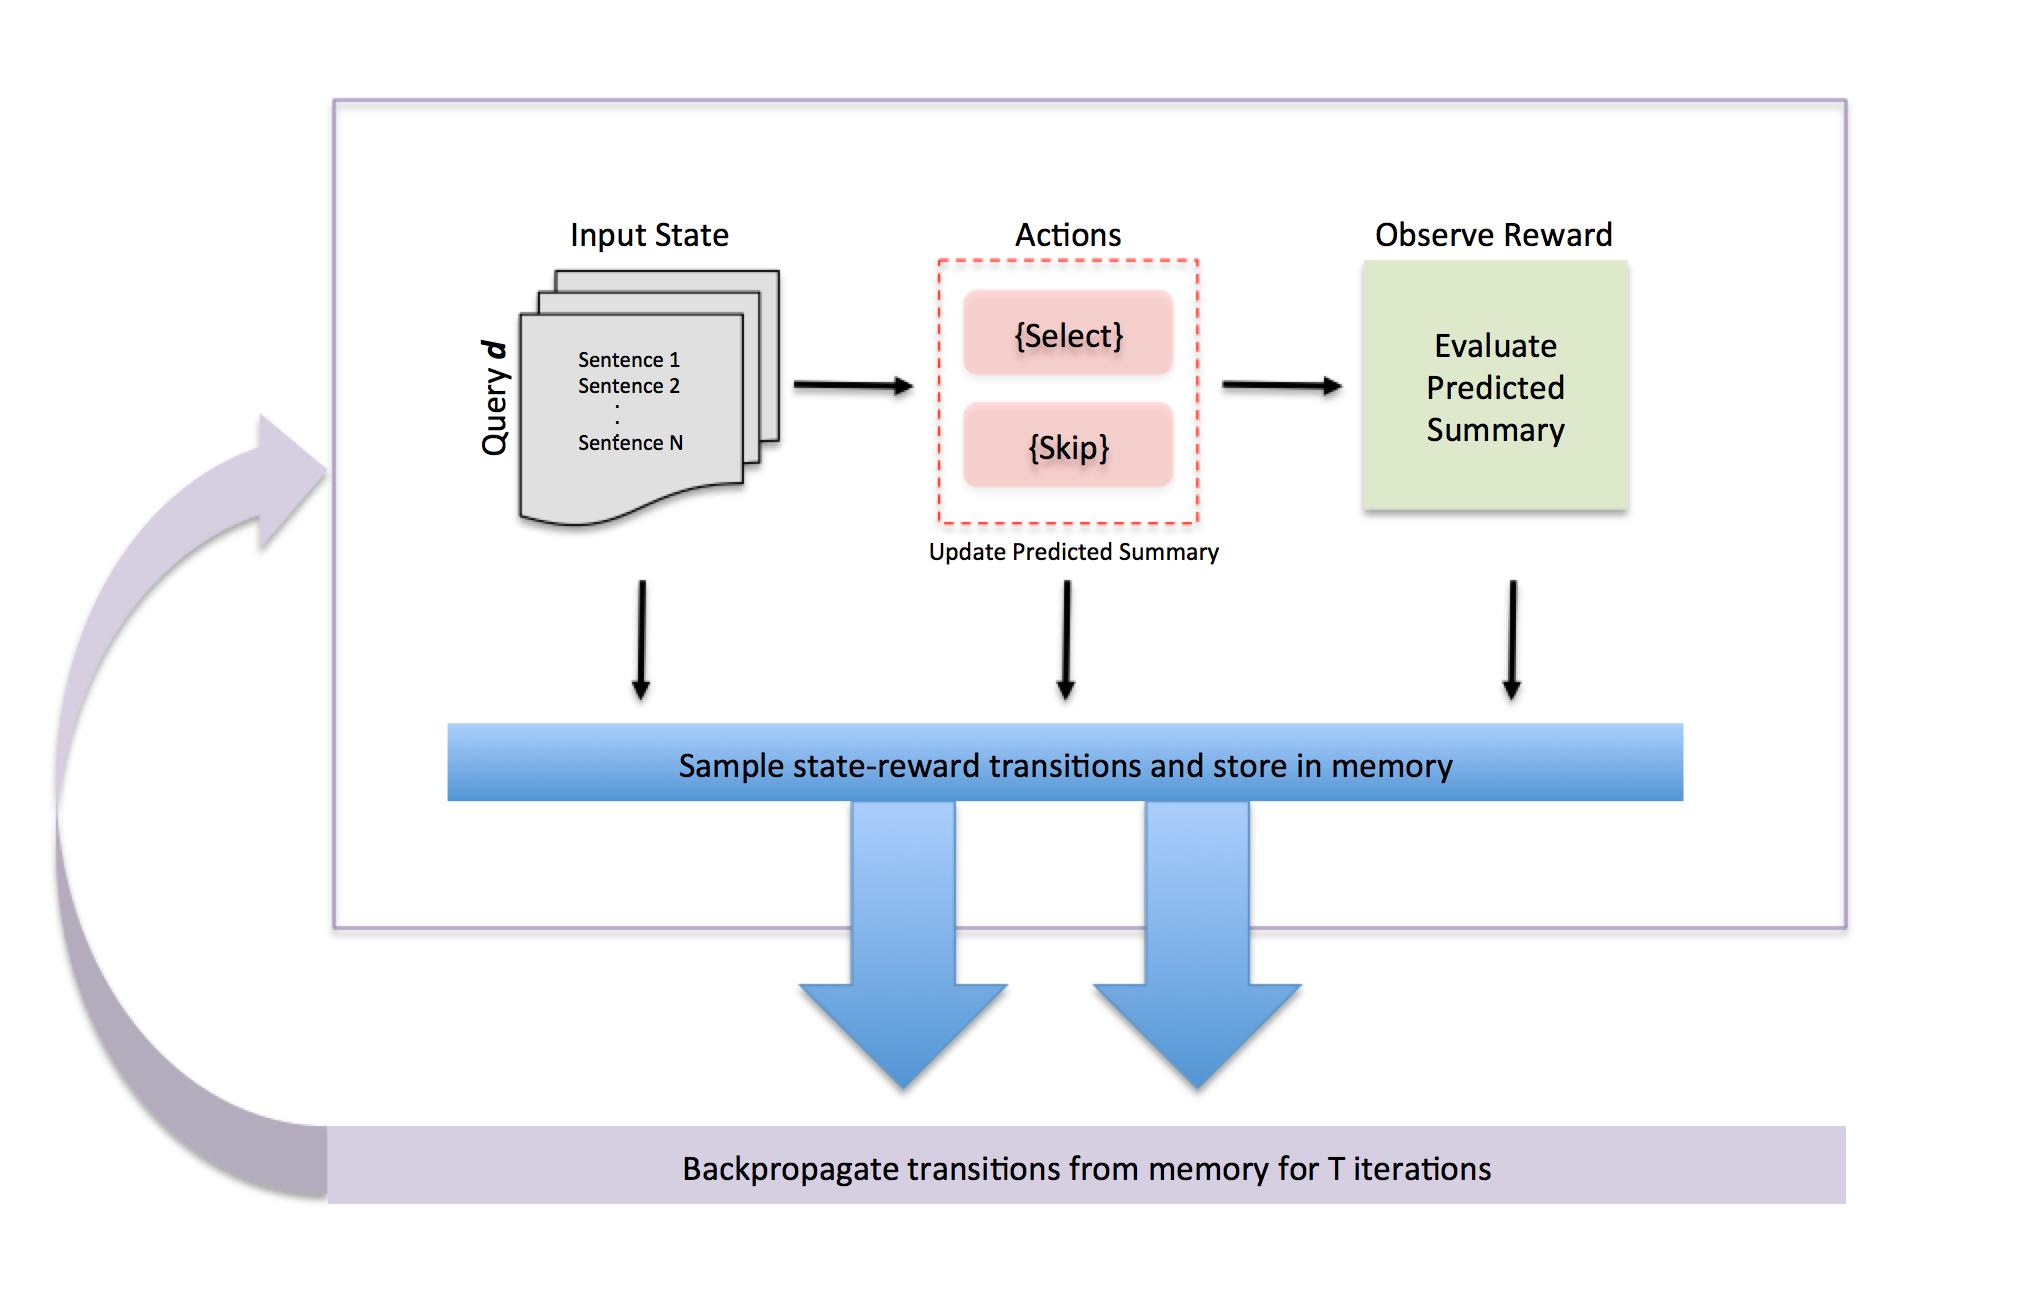 Input State
Actions
Observe Reward
Query d
Sentence 1
Sentence 2
.
.
Sentence N
{Select}
{Skip}
Update Predicted Summary
Evaluate
Predicted
Summary
Sample state-reward transitions and store in memory
Backpropagate transitions from memory for T iterations